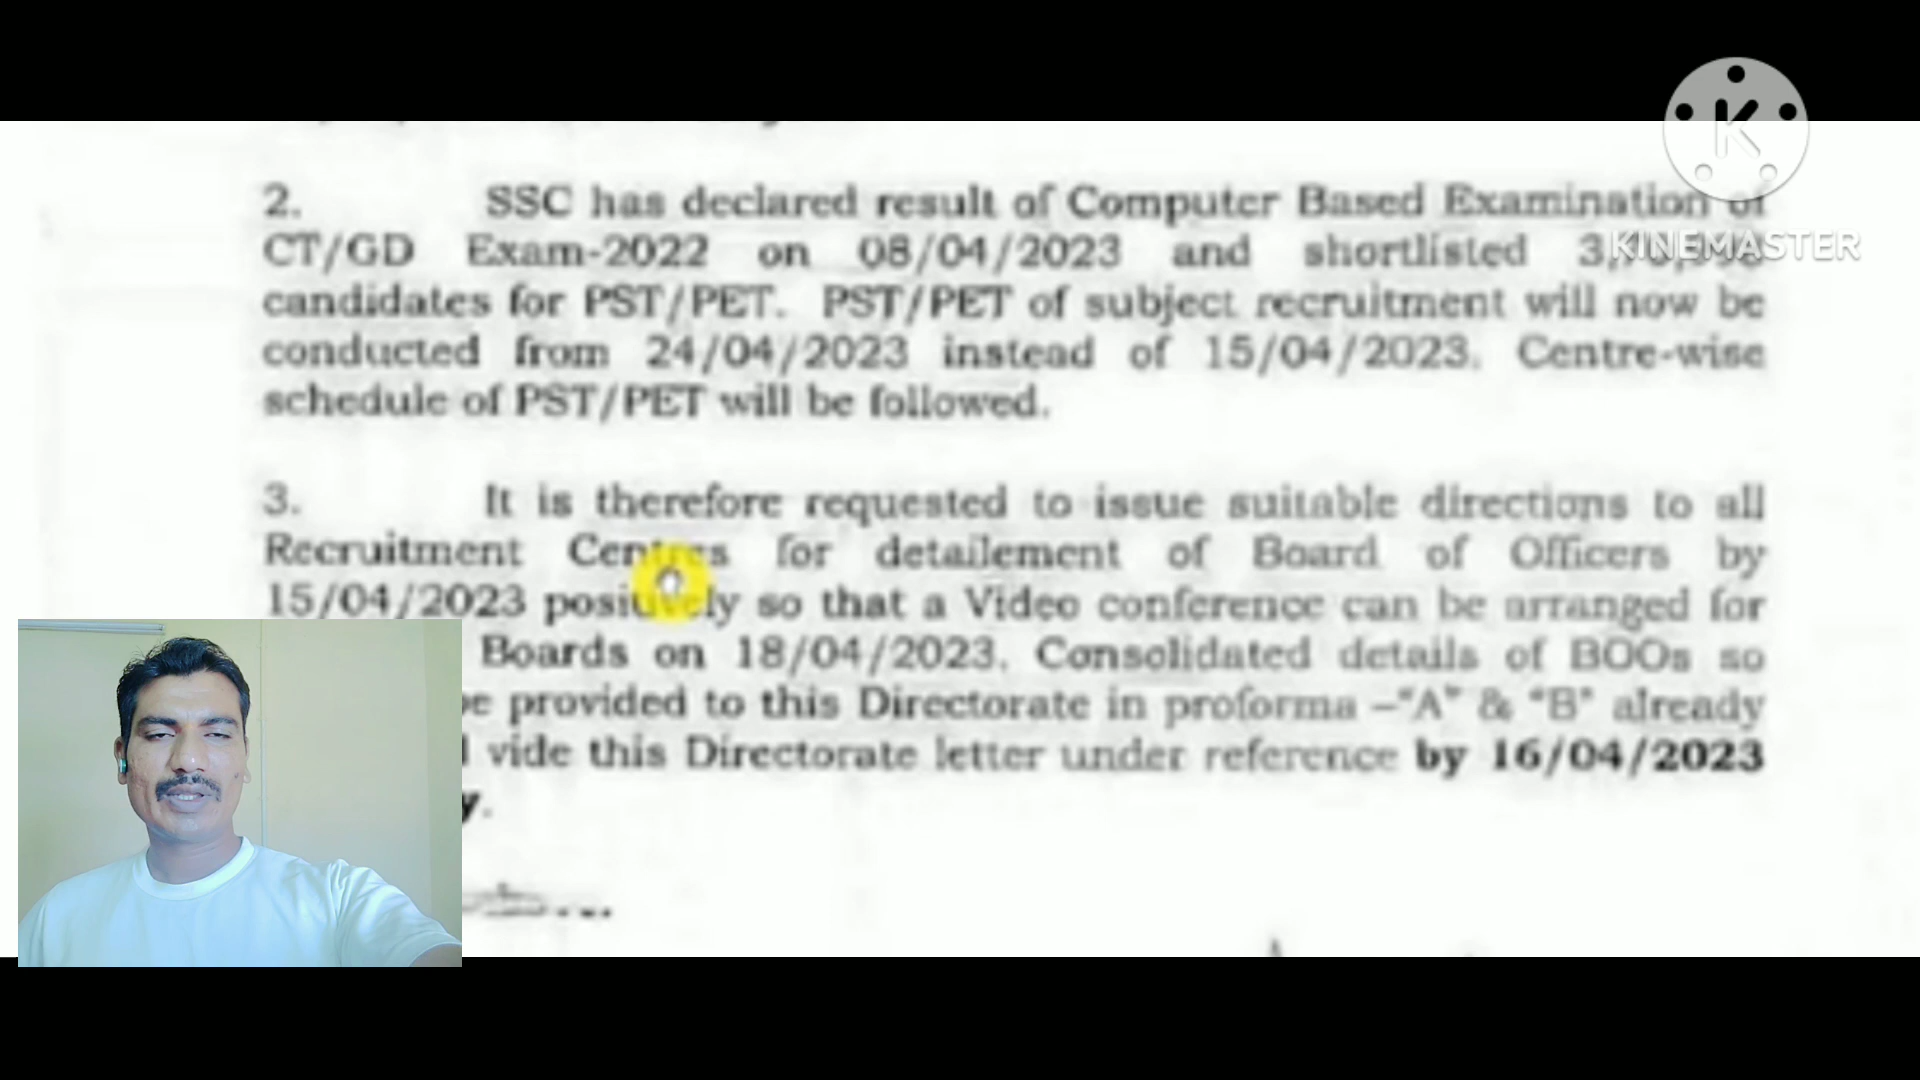 KINEMASTER
2. SSC has declared result of Computer Based Examination of
CT/GD Exam-2022 on 08/04/2023 and shortlisted
candidates for PST/PET. PST/PET of subject recruitment will now be
conducted from 24/04/2023 instead of 15/04/2023. Centre-wise
schedule of PST/PET will be followed.
3. It is therefore requested to issue suitable directions to all
Recruitment Centres for detailement of Board of Officers by
15/04/2023 positively so that a Video conference can be arranged for
Boards on 18/04/2023. Consolidated details of BOOs so
provided to this Directorate in proforma –"A" & "B" already
vide this Directorate letter under reference by 16/04/2023